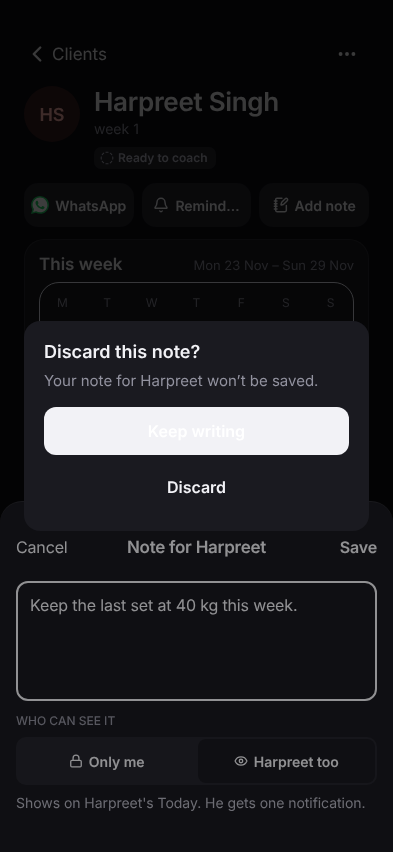 Clients
HS
Harpreet Singh
week 1
Ready to coach
WhatsApp
Remind...
Add note
This week
Mon 23 Nov – Sun 29 Nov
M T W T F S S
Discard this note?
Your note for Harpreet won’t be saved.
Keep writing
Discard
Cancel
Note for Harpreet
Save
Keep the last set at 40 kg this week.
WHO CAN SEE IT
Only me
Harpreet too
Shows on Harpreet's Today. He gets one notification.